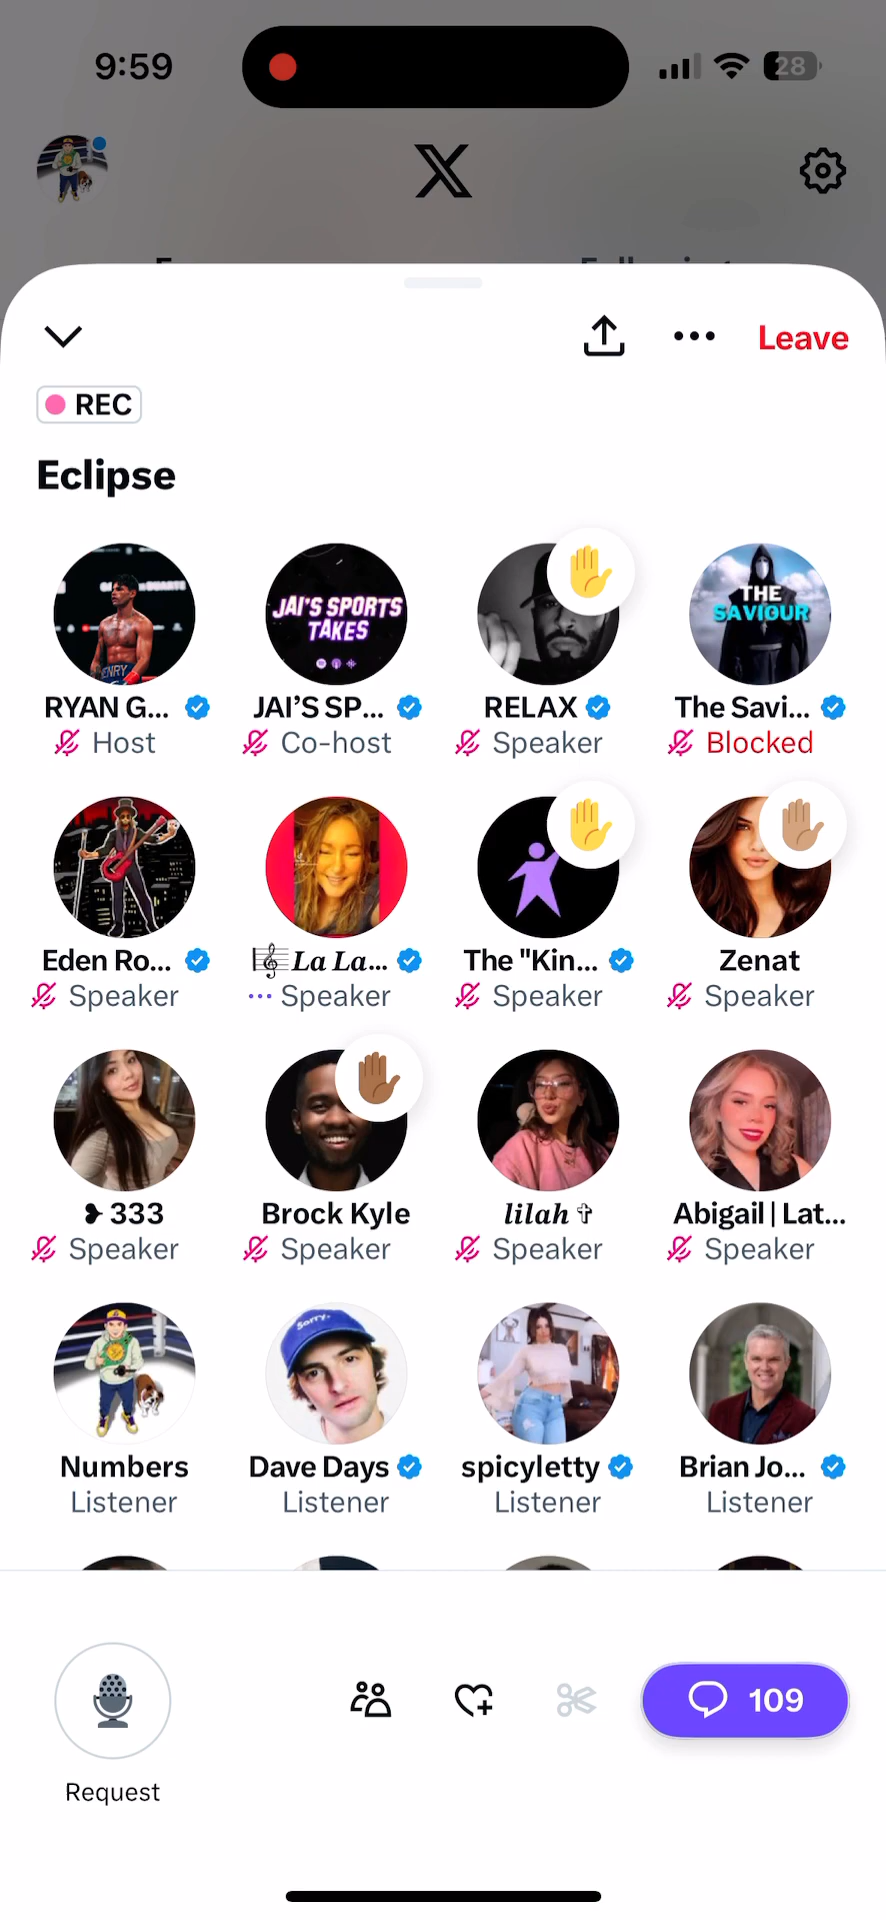 9:59
28
Leave
REC
Eclipse
JAI'S SPORTS
TAKES
THE
SAVIOUR
RYAN G...
JAI’S SP...
RELAX
The Savi...
Host
Co-host
Speaker
Blocked
Eden Ro...
La La...
The "Kin...
Zenat
Speaker
Speaker
Speaker
Speaker
❥ 333
Brock Kyle
lilah ✞
Abigail | Lat...
Speaker
Speaker
Speaker
Speaker
Sorry.
Numbers
Dave Days
spicyletty
Brian Jo...
Listener
Listener
Listener
Listener
109
Request